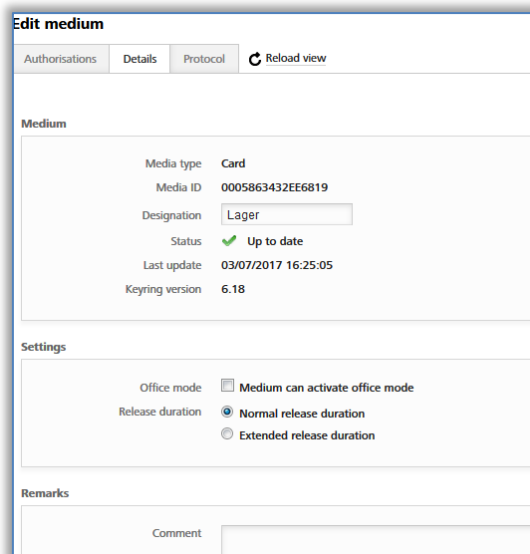 Edit medium
Authorisations Details Protocol Reload view
Medium
Media type Card
Media ID 0005863432EE6819
Designation Lager
Status Up to date
Last update 03/07/2017 16:25:05
Keyring version 6.18
Settings
Office mode Medium can activate office mode
Release duration Normal release duration
Extended release duration
Remarks
Comment